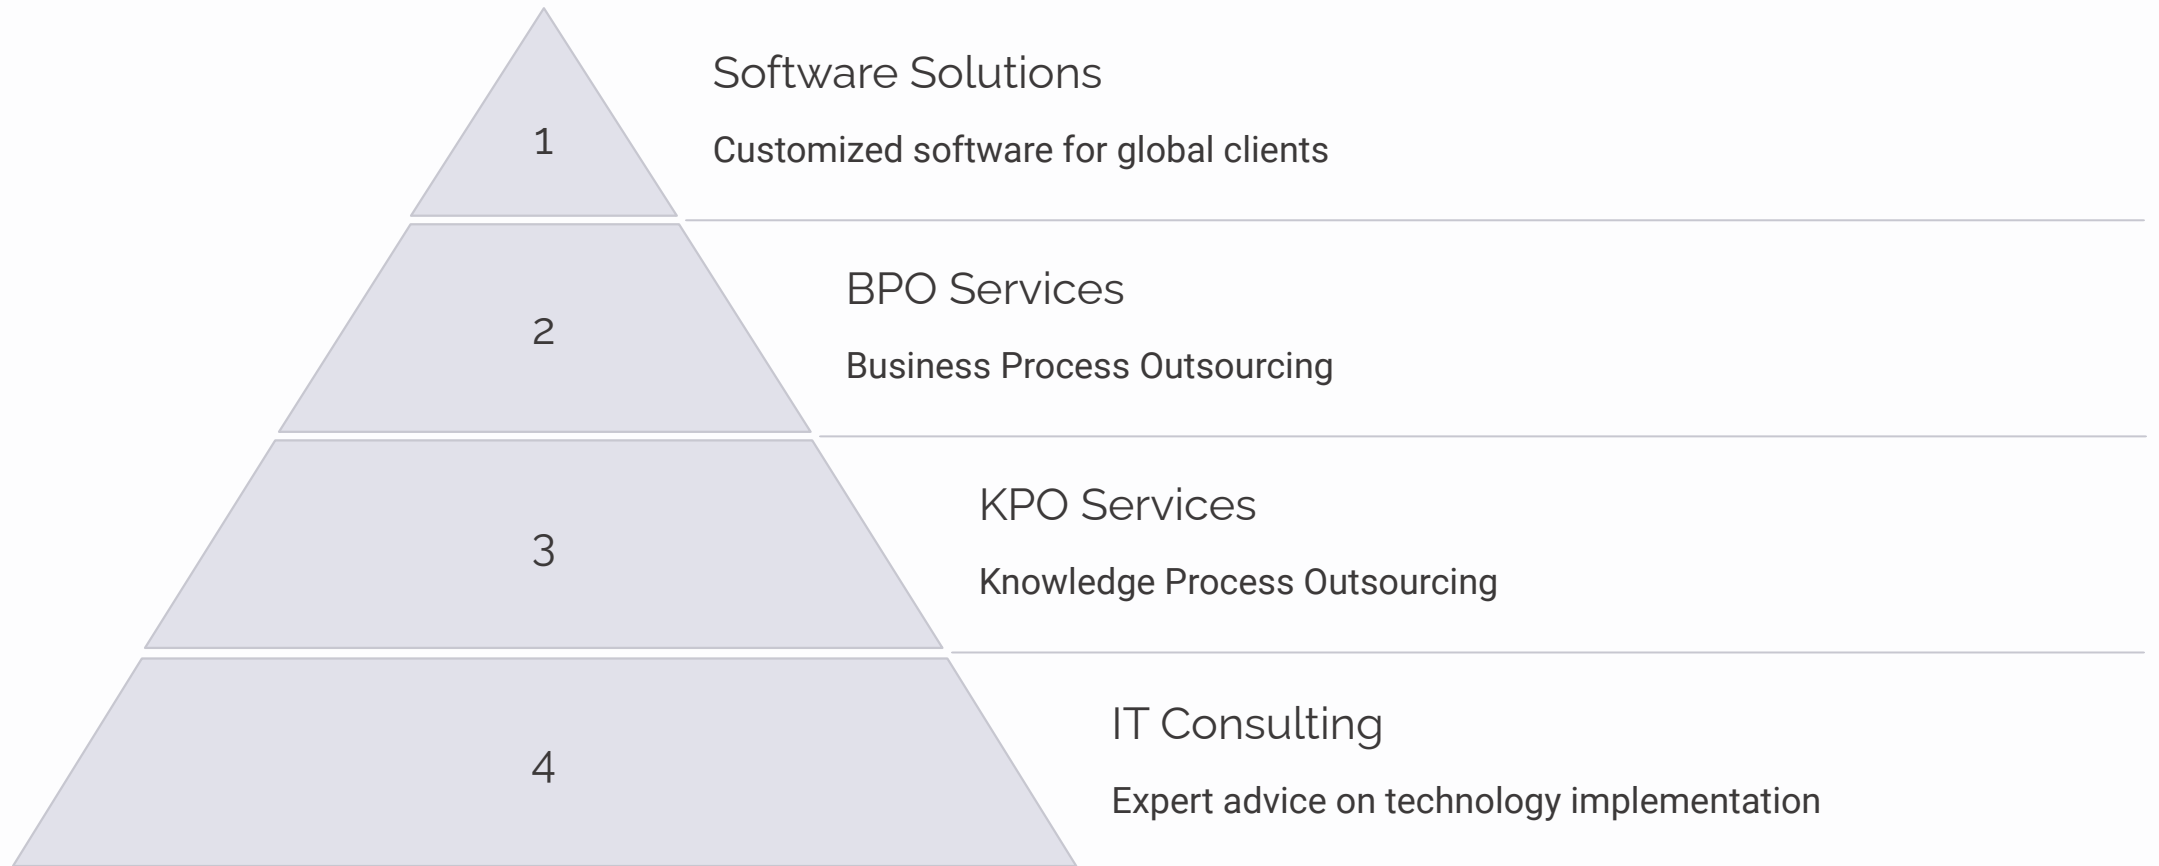 1
Software Solutions
Customized software for global clients
2
BPO Services
Business Process Outsourcing
3
KPO Services
Knowledge Process Outsourcing
4
IT Consulting
Expert advice on technology implementation